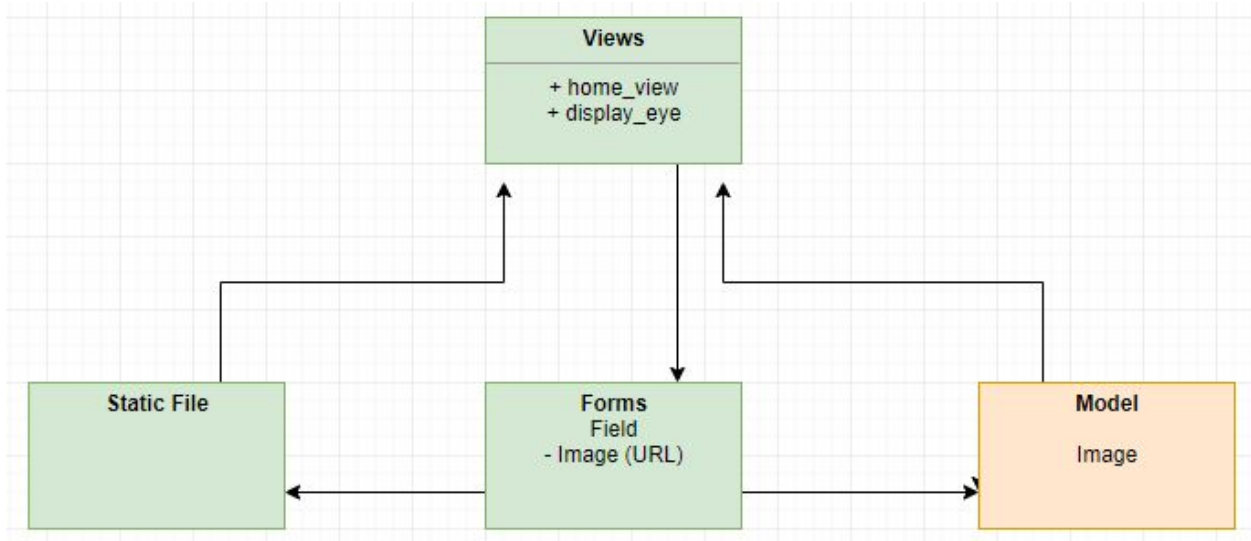 Views
+ home_view
+ display_eye
Static File
Forms
Field
- Image (URL)
Model
Image